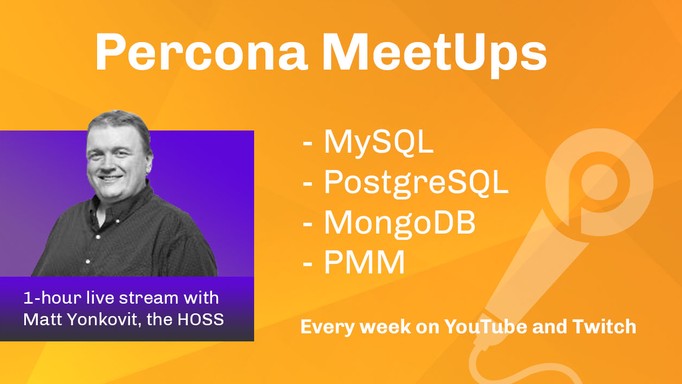 Percona MeetUps
- MySQL
- PostgreSQL
- MongoDB
- PMM
1-hour live stream with
Matt Yonkovit, the HOSS
Every week on YouTube and Twitch